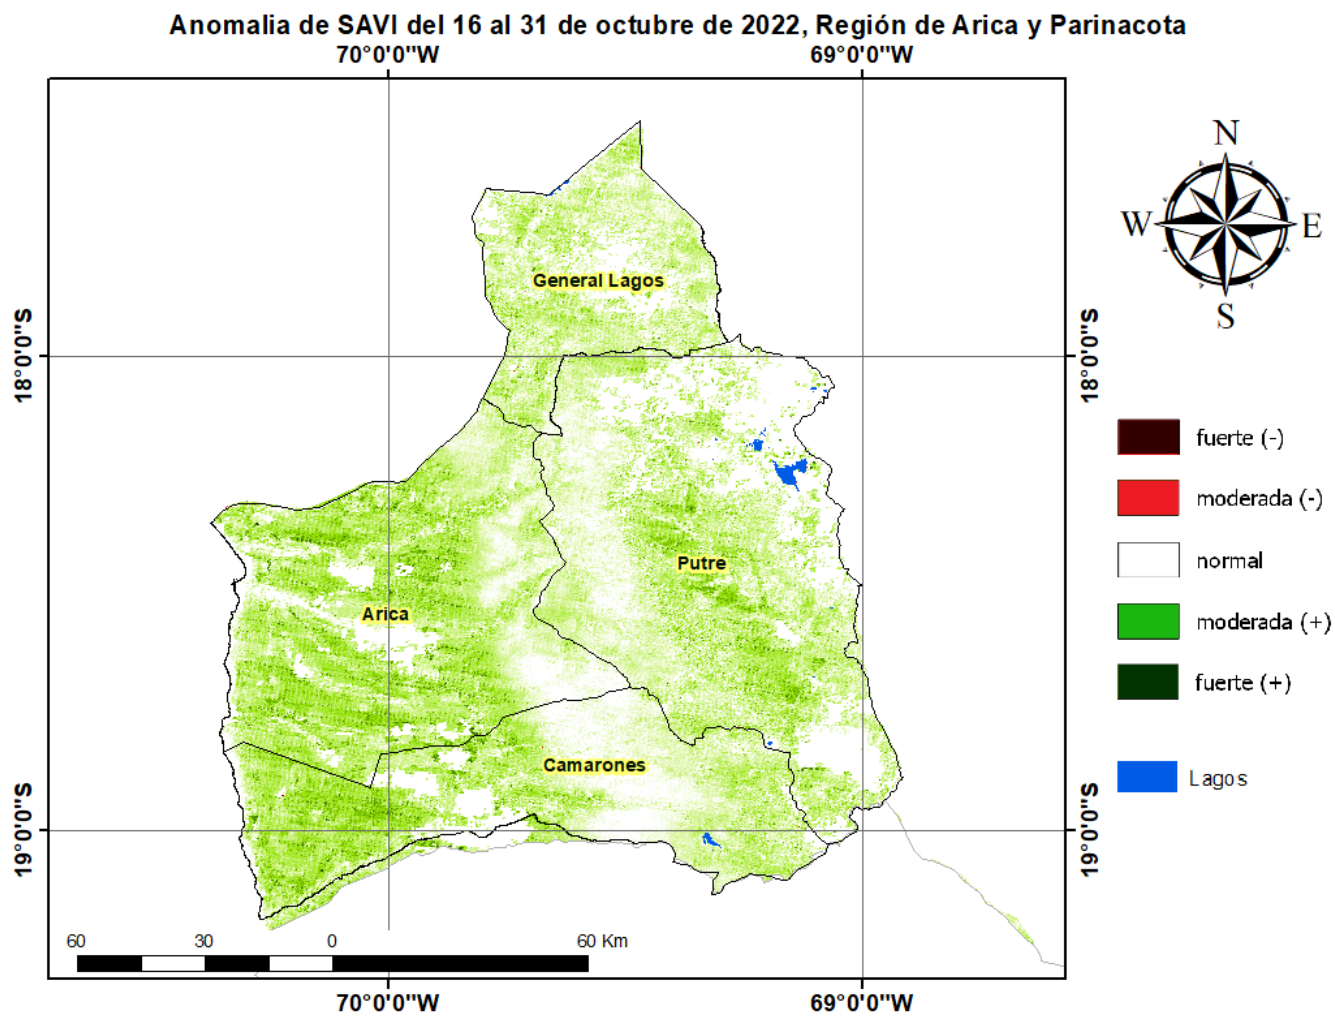 Anomalia de SAVI del 16 al 31 de octubre de 2022, Región de Arica y Parinacota
70°0'0"W
69°0'0"W
N
W
E
S
General Lagos
18°0'0"S
18°0'0"S
fuerte (-)
moderada (-)
normal
Putre
Arica
moderada (+)
fuerte (+)
Camarones
Lagos
19°0'0"S
19°0'0"S
60 30 0 60 Km
70°0'0"W
69°0'0"W